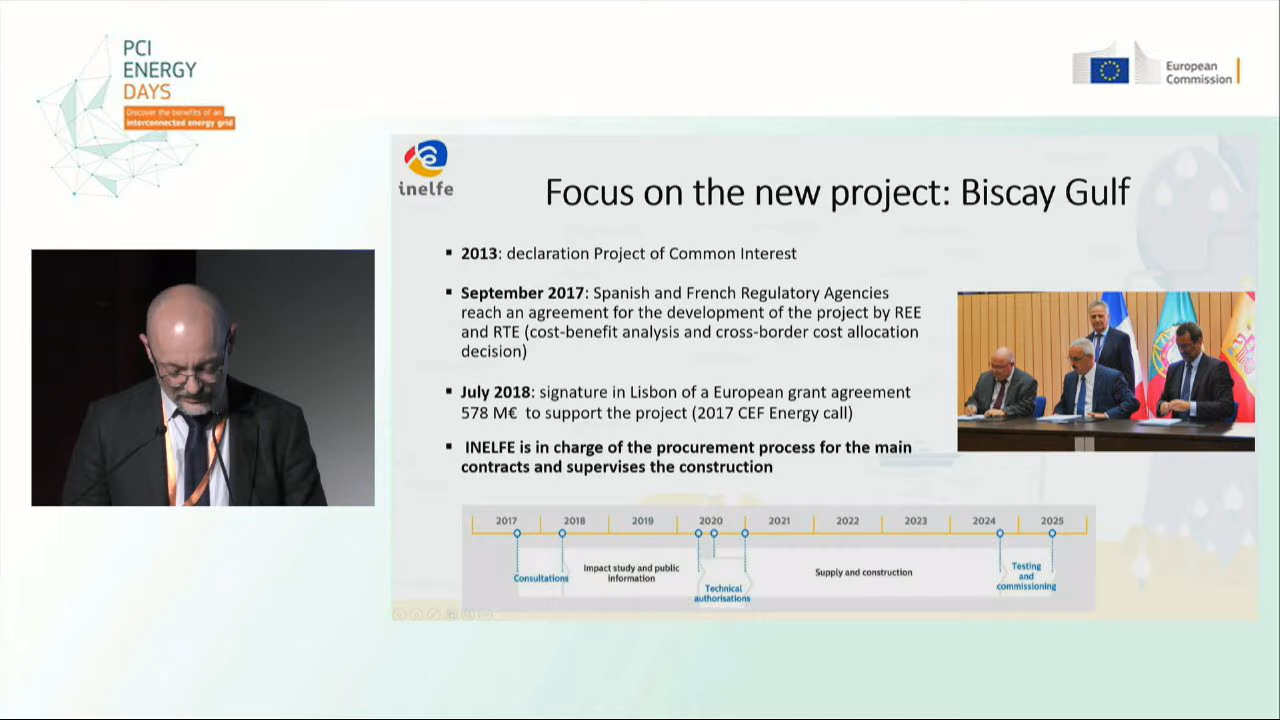 PCI
ENERGY
DAYS
Discover the benefits of an
interconnected energy grid
European
Commission
inelfe
Focus on the new project: Biscay Gulf
▪ 2013: declaration Project of Common Interest
▪ September 2017: Spanish and French Regulatory Agencies
reach an agreement for the development of the project by REE
and RTE (cost-benefit analysis and cross-border cost allocation
decision)
▪ July 2018: signature in Lisbon of a European grant agreement
578 M€ to support the project (2017 CEF Energy call)
▪ INELFE is in charge of the procurement process for the main
contracts and supervises the construction
2017 2018 2019 2020 2021 2022 2023 2024 2025
Consultations
Impact study and public
information
Technical
authorisations
Supply and construction
Testing
and
commissioning